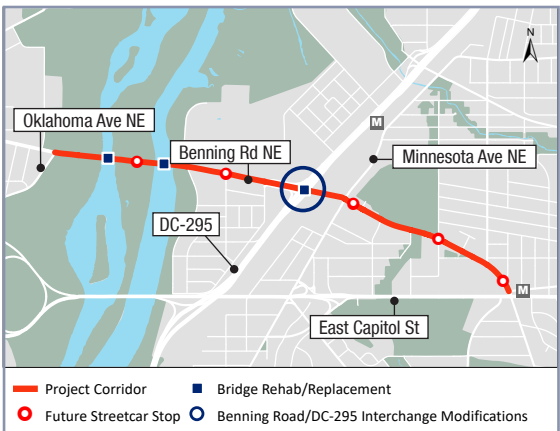 N
M
Oklahoma Ave NE
Benning Rd NE
Minnesota Ave NE
DC-295
M
East Capitol St
Project Corridor
Bridge Rehab/Replacement
Future Streetcar Stop
Benning Road/DC-295 Interchange Modifications